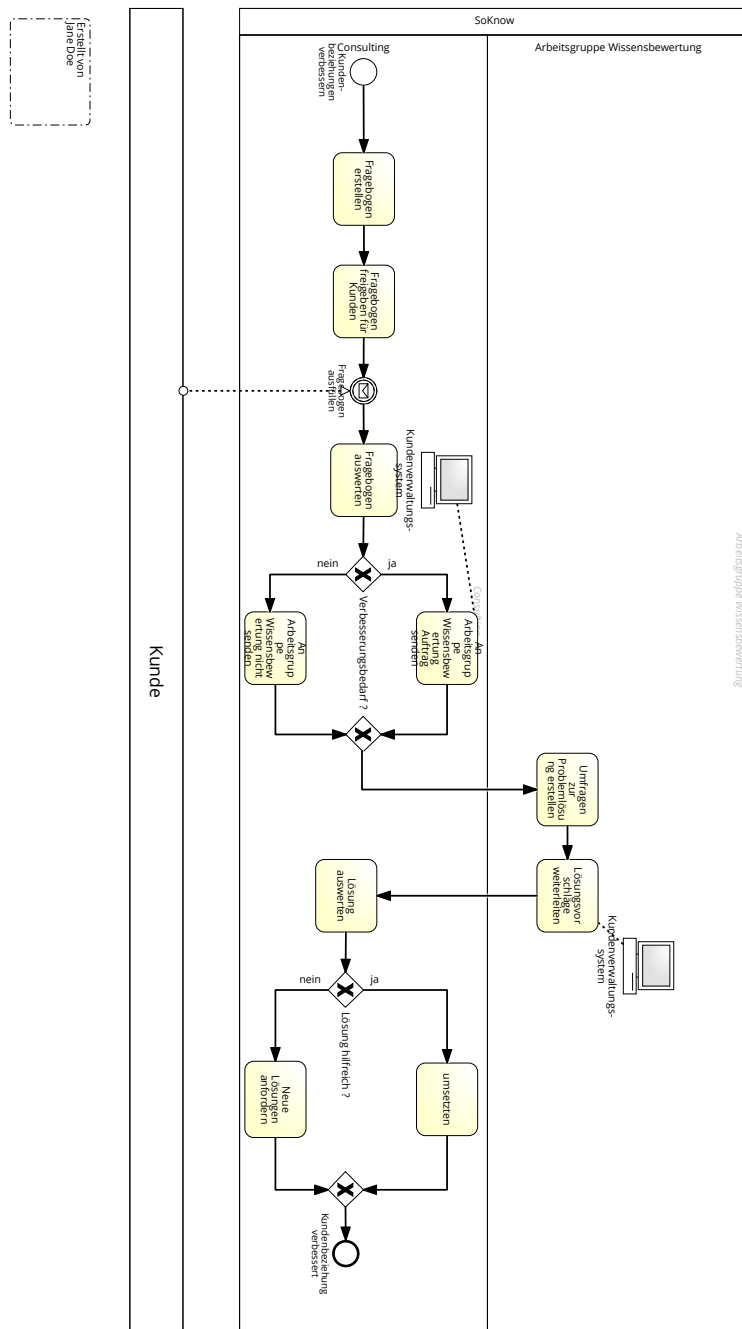 SoKnow
Consulting
Arbeitsgruppe Wissensbewertung
Erstellt von
Jane Doe
Kunde
Kunden-
beziehungen
verbessern
Fragebogen
erstellen
Fragebogen
freigeben für
Kunden
Fragebogen
ausfüllen
Fragebogen
auswerten
Kundenverwaltungs-
system
nein
ja
Verbesserungsbedarf ?
An
Arbeitsgrup
pe
Wissensbew
ertung nicht
senden
An
Arbeitsgrup
pe
Wissensbew
ertung
Auftrag
senden
Consulting
Arbeitsgruppe Wissensbewertung
Umfragen
zur
Problemlösu
ng erstellen
Lösungsvor
schläge
weiterleiten
Kundenverwaltungs-
system
Lösung
auswerten
nein
ja
Lösung hilfreich ?
Neue
Lösungen
anfordern
umsetzten
Kundenbeziehung
verbessert